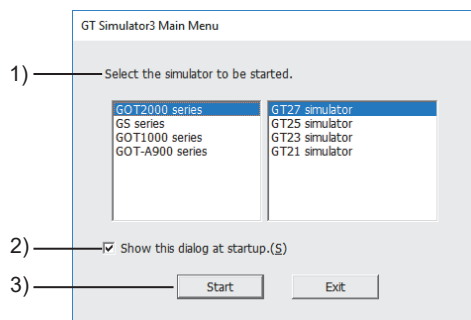 GT Simulator3 Main Menu
1) Select the simulator to be started.
GOT2000 series GT27 simulator
GS series GT25 simulator
GOT1000 series GT23 simulator
GOT-A900 series GT21 simulator
2) Show this dialog at startup.(S)
3) Start Exit